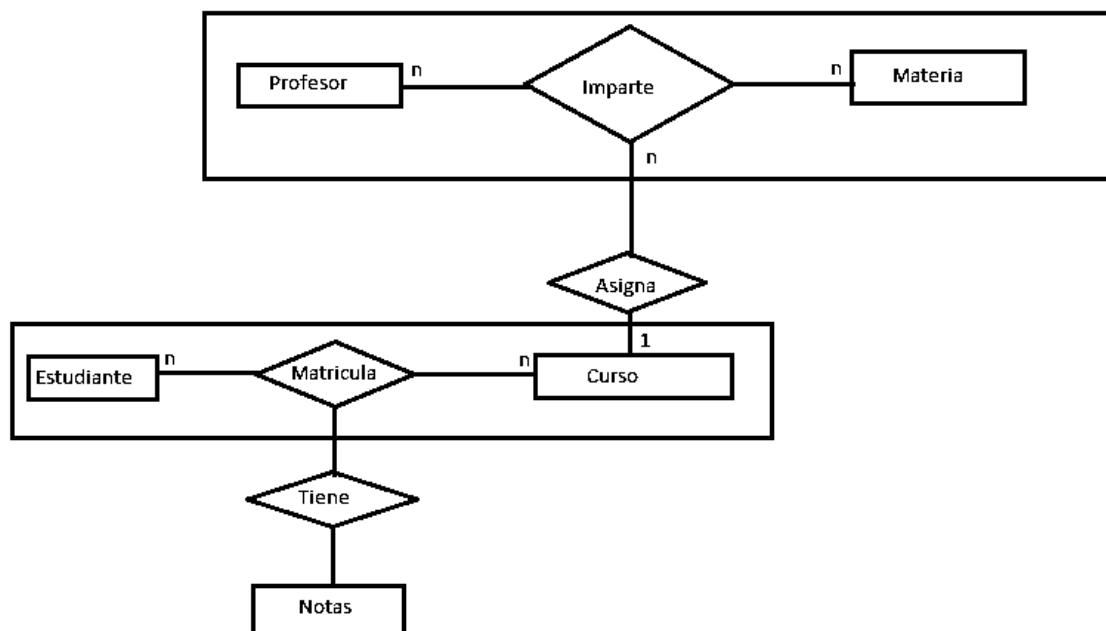 Profesor
n
Imparte
n
Materia
n
Asigna
1
Estudiante
n
Matricula
n
Curso
Tiene
Notas